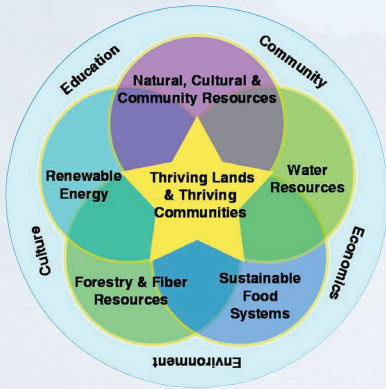 Education
Community
Natural, Cultural &
Community Resources
Renewable
Energy
Thriving Lands
& Thriving
Communities
Water
Resources
Culture
Economics
Forestry & Fiber
Resources
Sustainable
Food
Systems
Environment